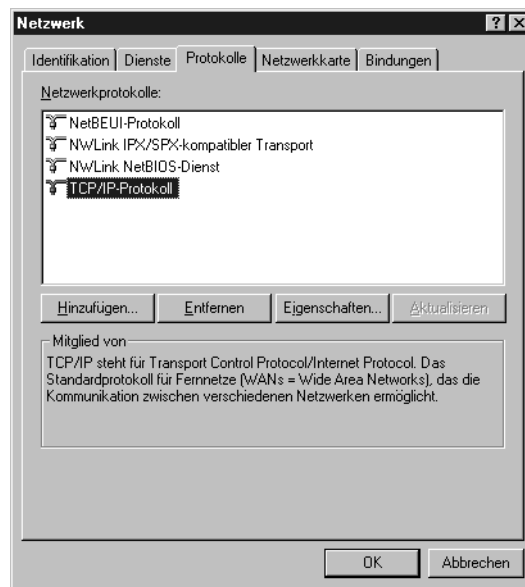 Netzwerk
Identifikation Dienste Protokolle Netzwerkkarte Bindungen
Netzwerkprotokolle:
NetBEUI-Protokoll
NWLink IPX/SPX-kompatibler Transport
NWLink NetBIOS-Dienst
TCP/IP-Protokoll
Hinzufügen... Entfernen Eigenschaften... Aktualisieren
Mitglied von
TCP/IP steht für Transport Control Protocol/Internet Protocol. Das
Standardprotokoll für Fernnetze (WANs = Wide Area Networks), das die
Kommunikation zwischen verschiedenen Netzwerken ermöglicht.
OK Abbrechen